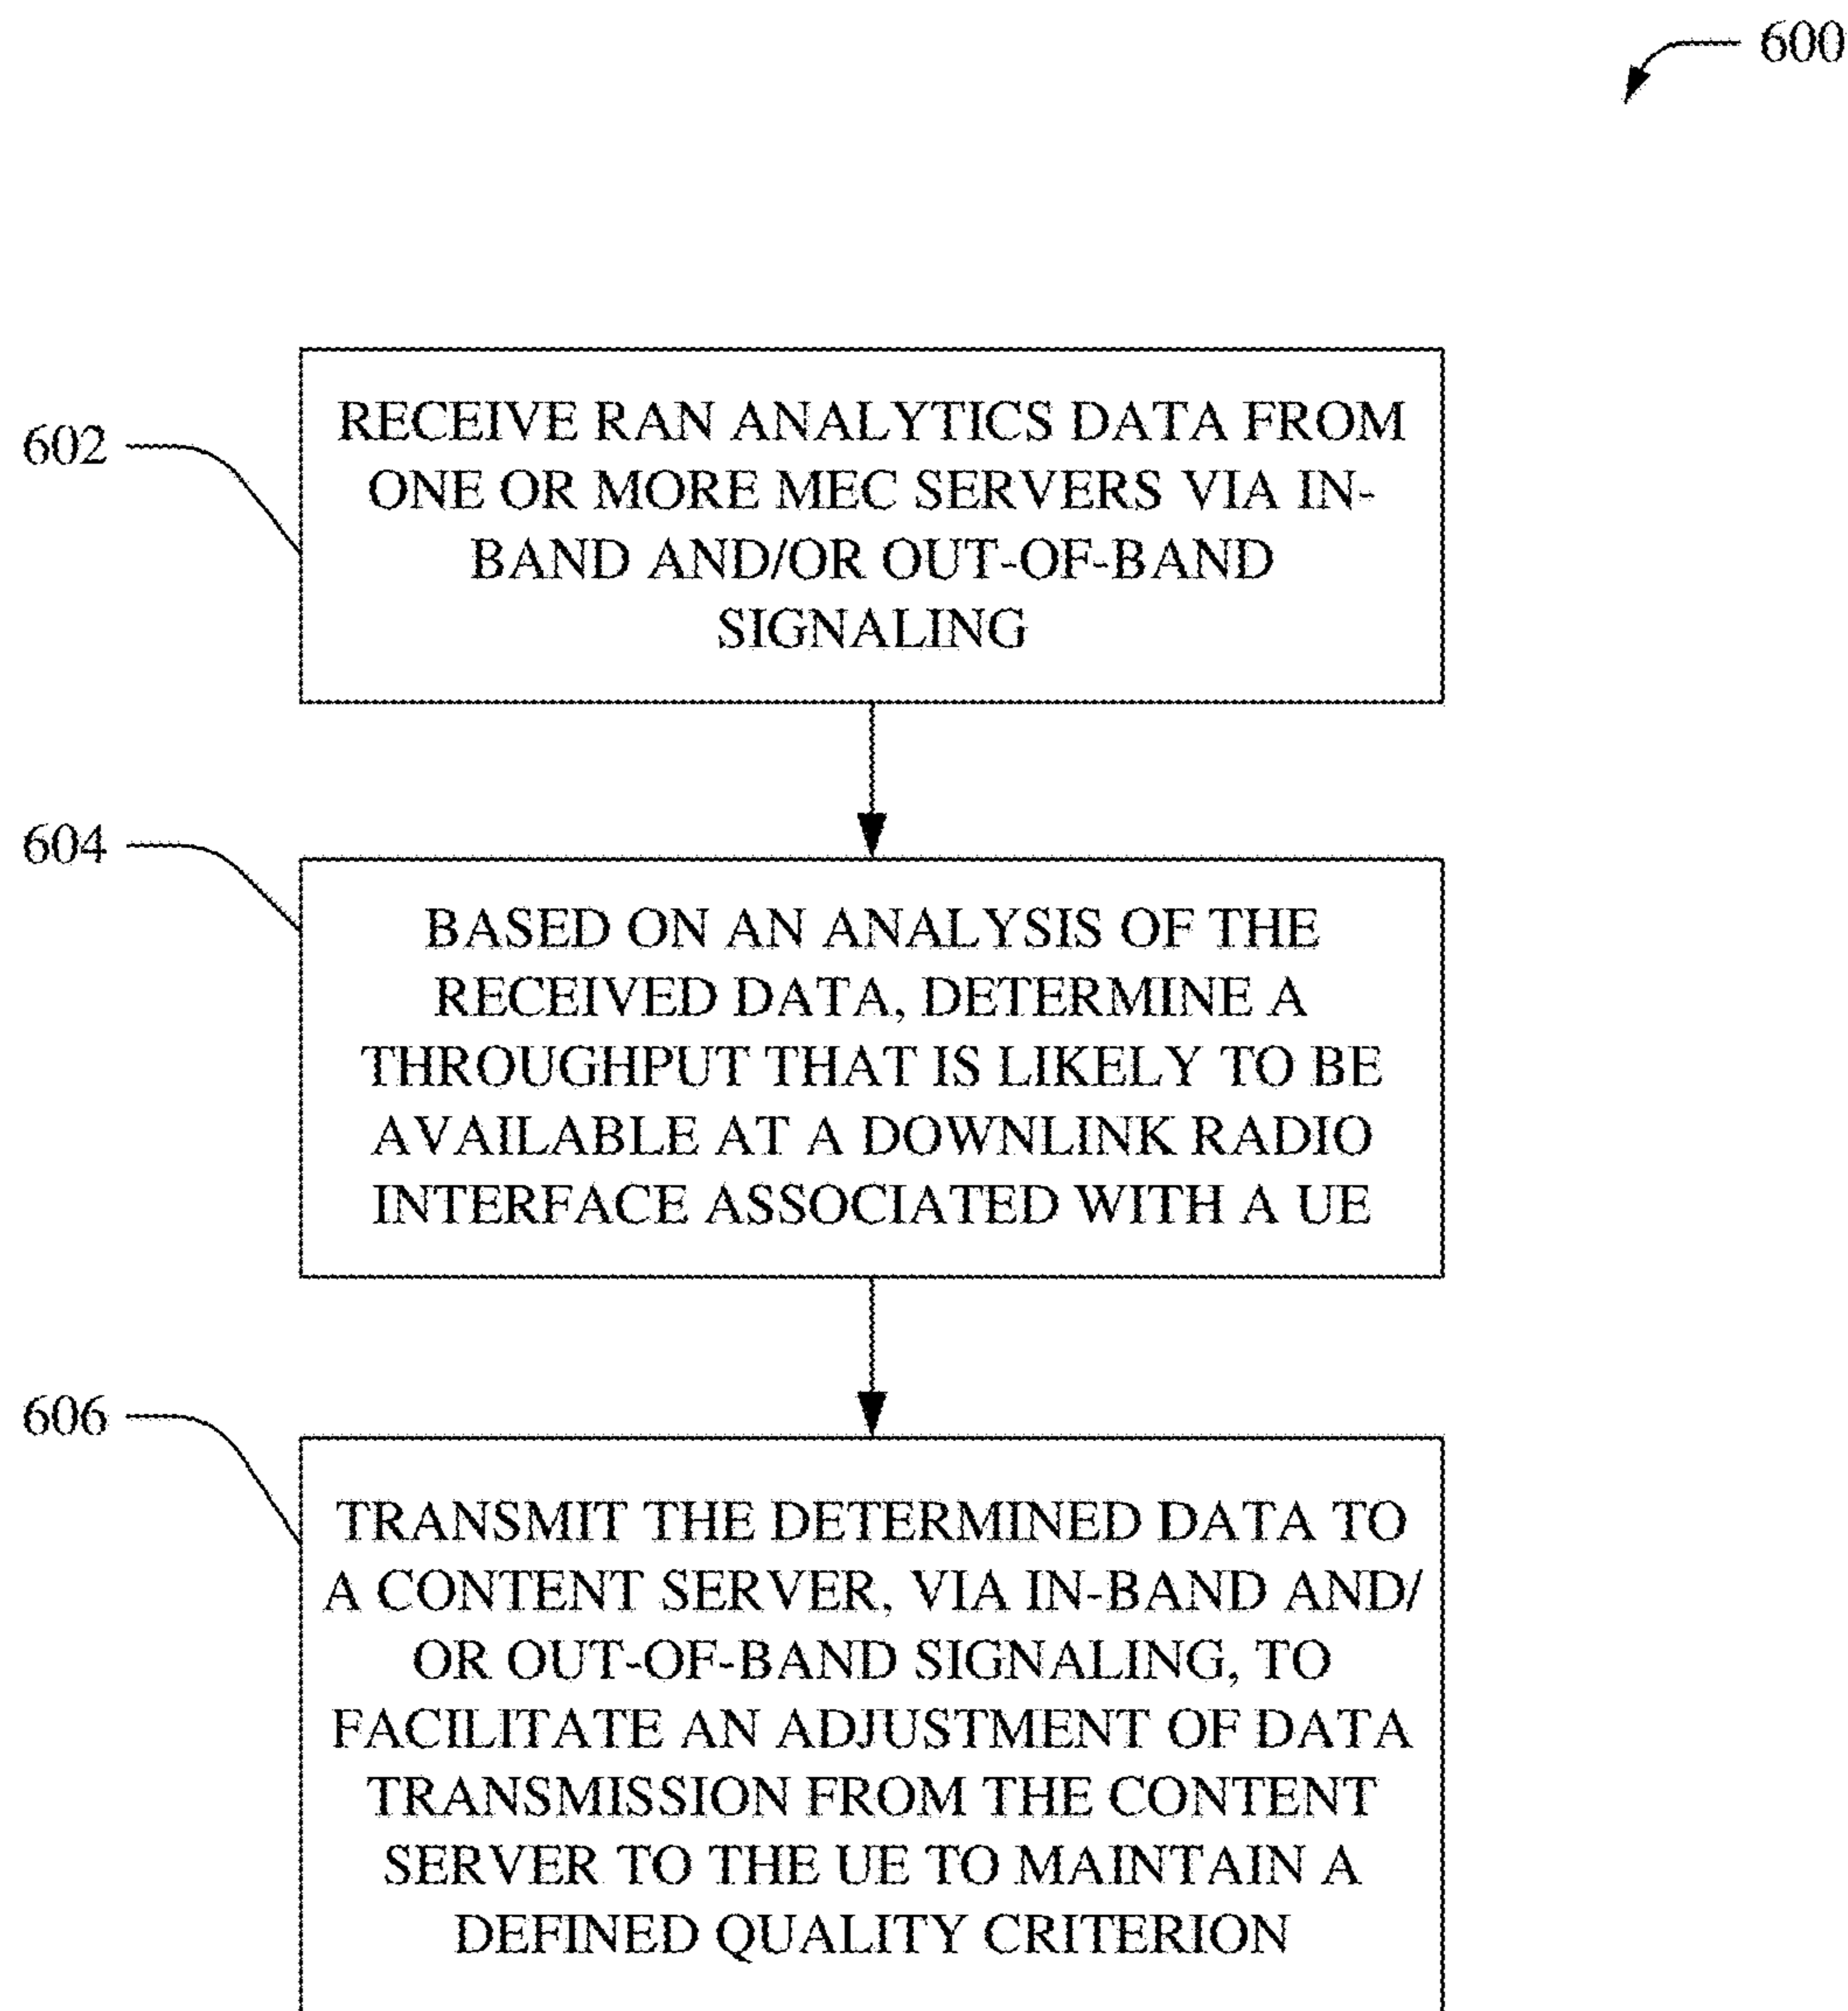 600
602
RECEIVE RAN ANALYTICS DATA FROM
ONE OR MORE MEC SERVERS VIA IN-
BAND AND/OR OUT-OF-BAND
SIGNALING
604
BASED ON AN ANALYSIS OF THE
RECEIVED DATA, DETERMINE A
THROUGHPUT THAT IS LIKELY TO BE
AVAILABLE AT A DOWNLINK RADIO
INTERFACE ASSOCIATED WITH A UE
606
TRANSMIT THE DETERMINED DATA TO
A CONTENT SERVER, VIA IN-BAND AND/
OR OUT-OF-BAND SIGNALING, TO
FACILITATE AN ADJUSTMENT OF DATA
TRANSMISSION FROM THE CONTENT
SERVER TO THE UE TO MAINTAIN A
DEFINED QUALITY CRITERION